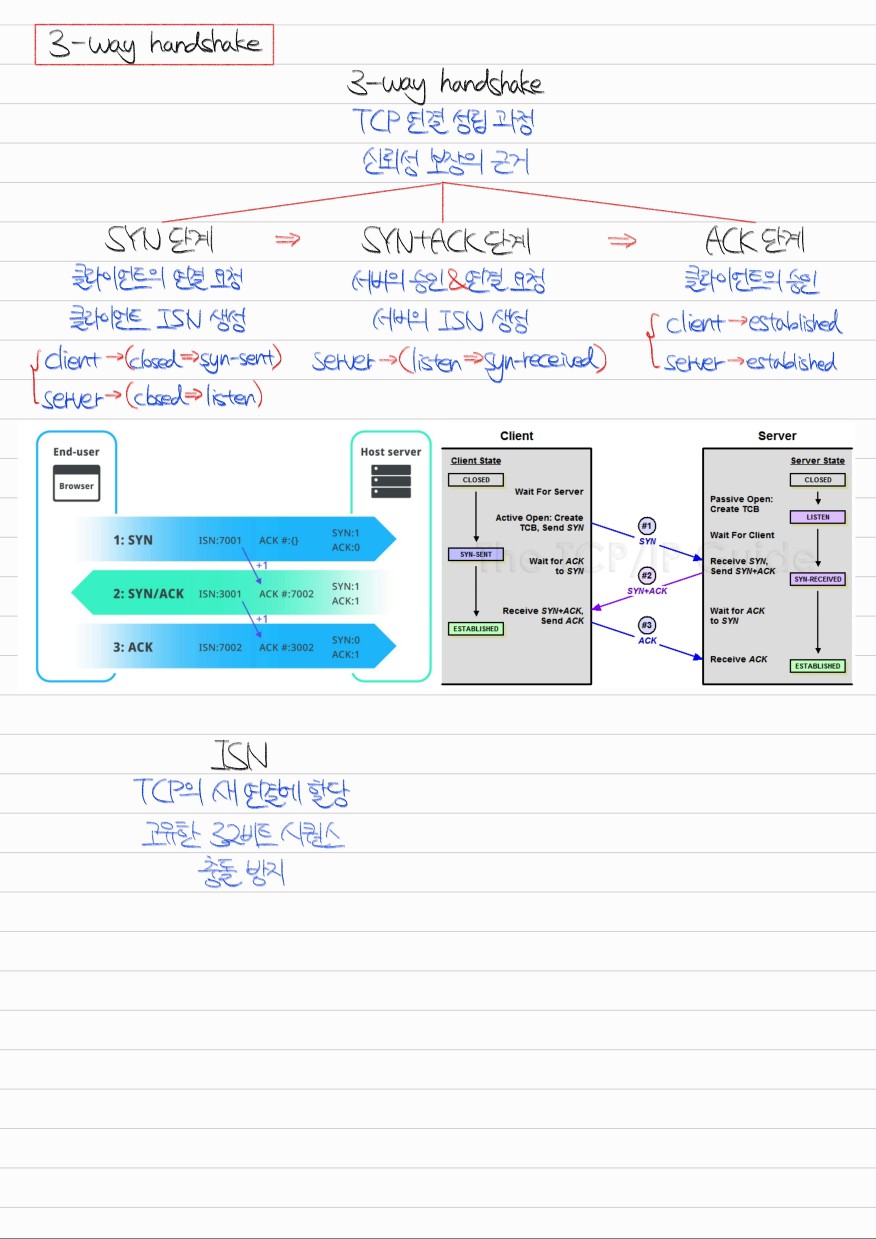 3-way handshake
3-way handshake
TCP 연결 성립 과정
신뢰성 보장의 근거
SYN 단계 ⇒ SYN+ACK 단계 ⇒ ACK 단계
클라이언트의 연결 요청
클라이언트 ISN 생성
client→(closed⇒syn-sent)
server→(closed⇒listen)
서버의 승인&연결 요청
서버의 ISN 생성
server→(listen⇒syn-received)
클라이언트의 승인
client→established
server→established
End-user
Browser
Host server
1: SYN ISN:7001 ACK #:{} SYN:1
ACK:0
+1
2: SYN/ACK ISN:3001 ACK #:7002 SYN:1
ACK:1
+1
3: ACK ISN:7002 ACK #:3002 SYN:0
ACK:1
Client
Client State
CLOSED
Wait For Server
Active Open: Create
TCB, Send SYN
SYN-SENT
Wait for ACK
to SYN
Receive SYN+ACK,
Send ACK
ESTABLISHED
#1
SYN
#2
SYN+ACK
#3
ACK
The TCP/IP Guide
Server
Server State
CLOSED
Passive Open:
Create TCB
LISTEN
Wait For Client
Receive SYN,
Send SYN+ACK
SYN-RECEIVED
Wait for ACK
to SYN
Receive ACK
ESTABLISHED
ISN
TCP의 새 연결에 할당
고유한 32비트 시퀀스
충돌 방지